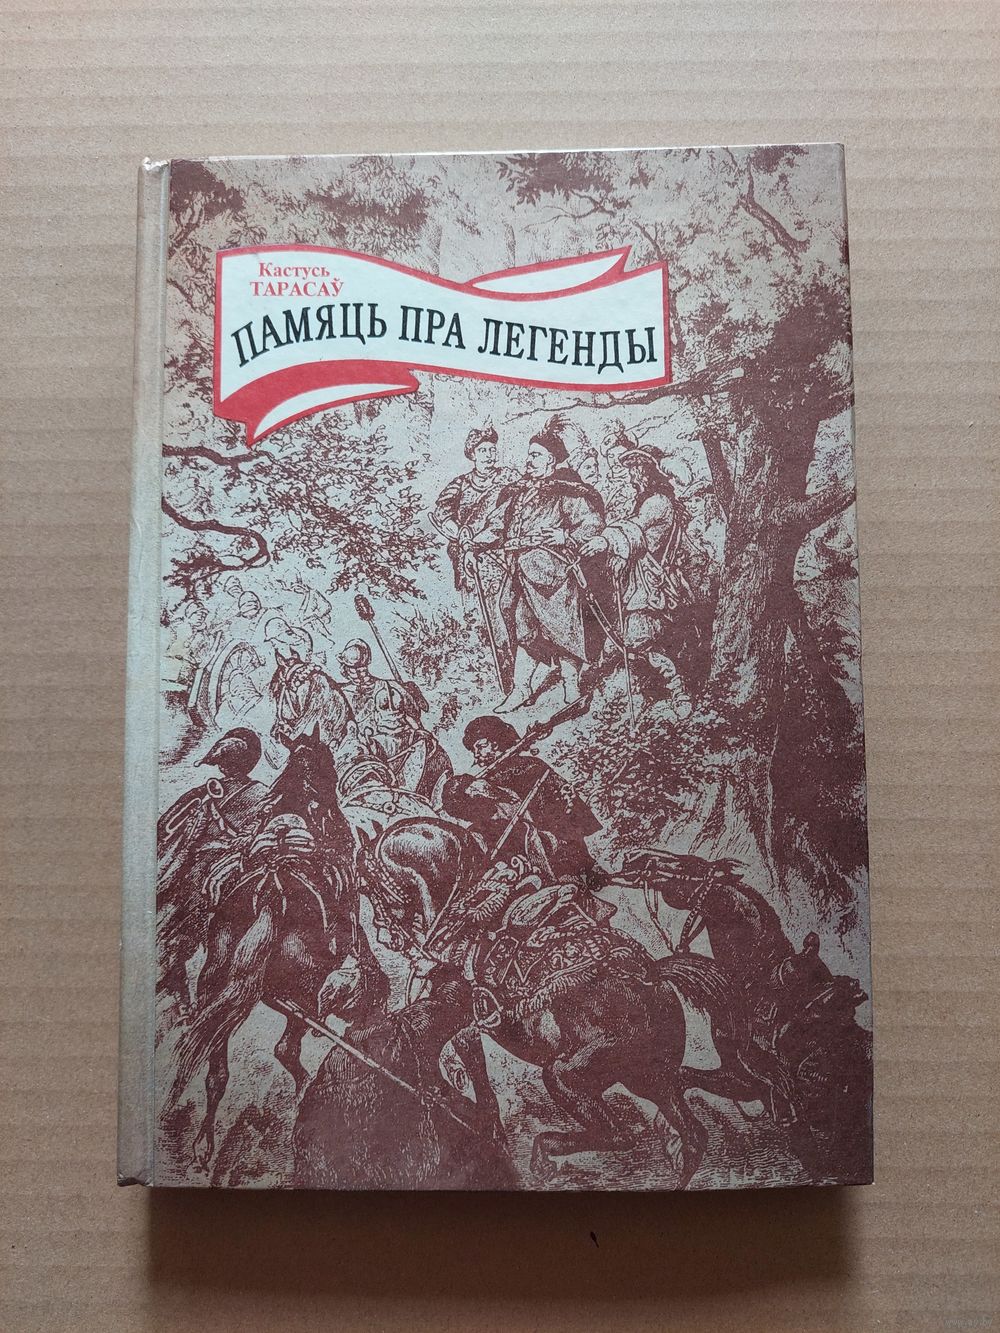 Кастусь
ТАРАСАЎ
ПАМЯЦЬ ПРА ЛЕГЕНДЫ